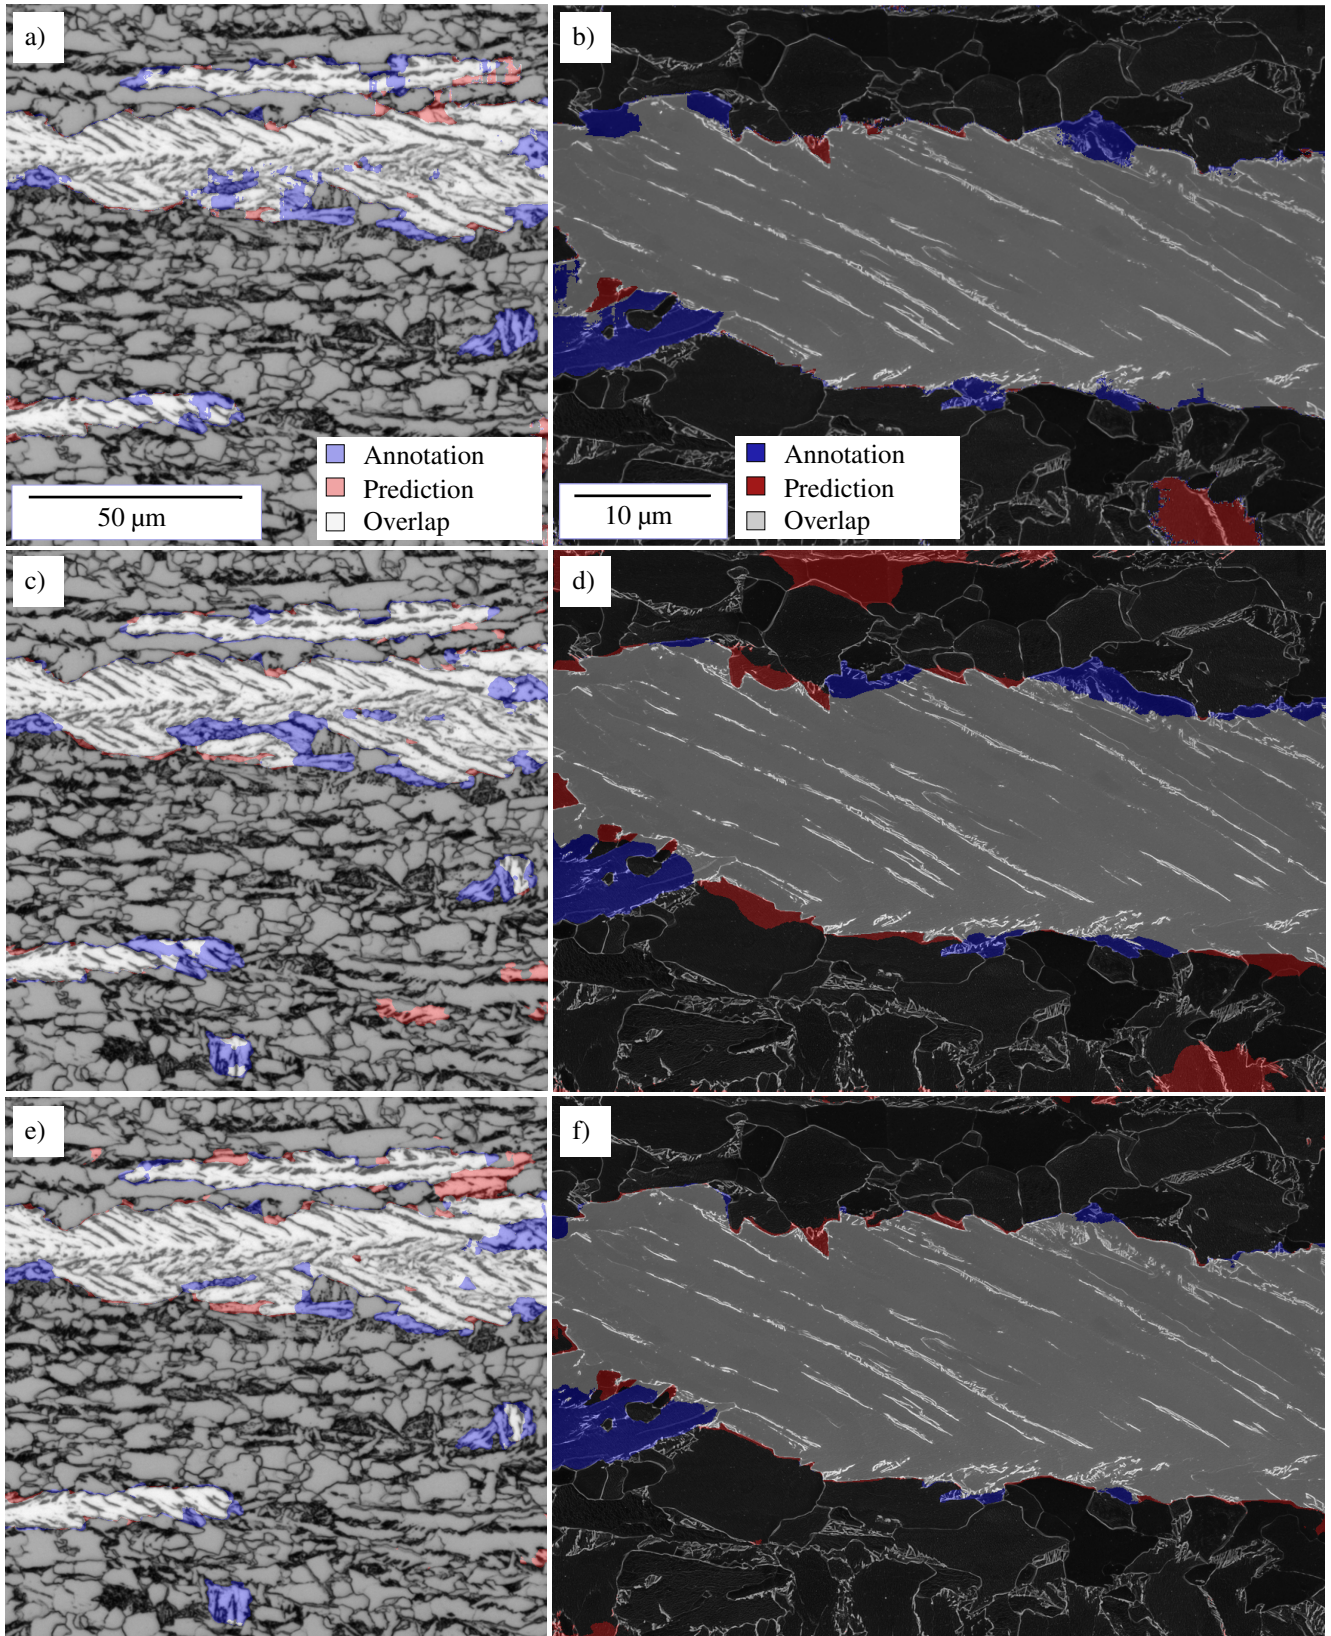 a)
b)
Annotation
Prediction
Overlap
50 µm
Annotation
Prediction
Overlap
10 µm
c)
d)
e)
f)